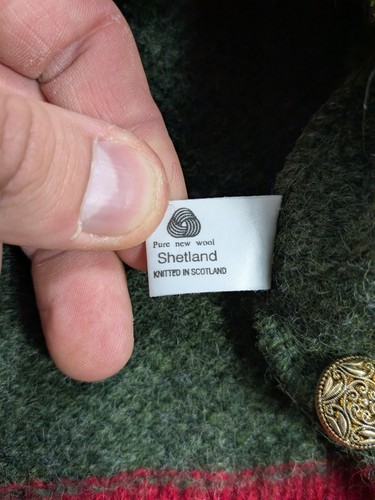 Pure new wool
Shetland
KNITTED IN SCOTLAND